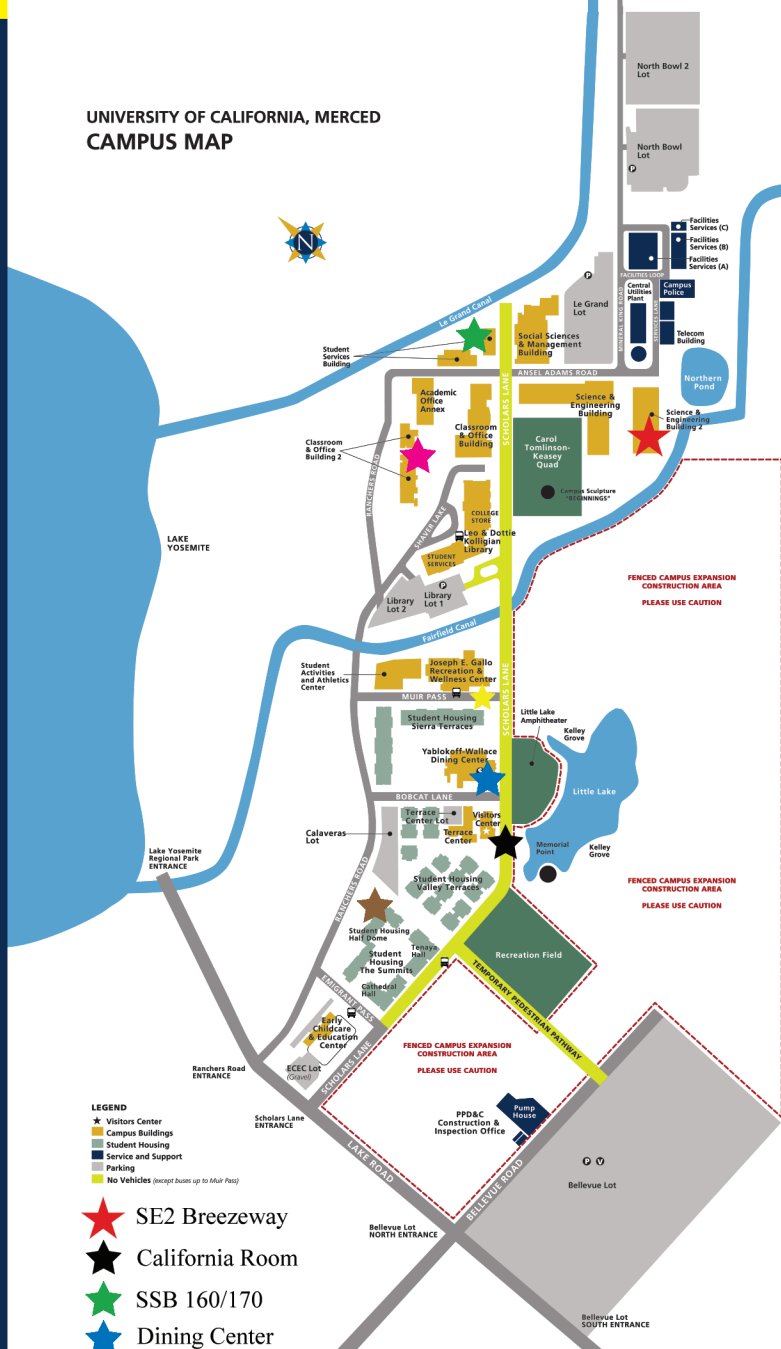 UNIVERSITY OF CALIFORNIA, MERCED
CAMPUS MAP
N
North Bowl 2
Lot
North Bowl
Lot
P
Facilities
Services (C)
Facilities
Services (B)
Facilities
Services (A)
FACILITIES LOOP
P
Le Grand
Lot
Central
Utilities
Plant
Campus
Police
MINERAL KING ROAD
SERVICES LANE
Telecom
Building
Le Grand Canal
Student
Services
Building
Social Sciences
& Management
Building
ANSEL ADAMS ROAD
Northern
Pond
Academic
Office
Annex
SCHOLARS LANE
Science &
Engineering
Building
Science &
Engineering
Building 2
Classroom
& Office
Building
Classroom
& Office
Building 2
Carol
Tomlinson-
Keasey
Quad
RANCHERS ROAD
Campus Sculpture
"BEGINNINGS"
SHAVER LAKE
COLLEGE
STORE
Leo & Dottie
Kolligian
Library
LAKE
YOSEMITE
STUDENT
SERVICES
P
Library
Lot 1
Library
Lot 2
FENCED CAMPUS EXPANSION
CONSTRUCTION AREA
PLEASE USE CAUTION
Fairfield Canal
Student
Activities
and Athletics
Center
Joseph E. Gallo
Recreation &
Wellness Center
SCHOLARS LANE
MUIR PASS
Student Housing
Sierra Terraces
Little Lake
Amphitheater
Kelley
Grove
Yablokoff-Wallace
Dining Center
Little Lake
BOBCAT LANE
Terrace
Center Lot
Visitors
Center
Terrace
Center
Calaveras
Lot
Memorial
Point
Kelley
Grove
Lake Yosemite
Regional Park
ENTRANCE
RANCHERS ROAD
Student Housing
Valley Terraces
FENCED CAMPUS EXPANSION
CONSTRUCTION AREA
PLEASE USE CAUTION
Student Housing
Half Dome
Tenaya
Hall
Student
Housing
The Summits
Recreation Field
Cathedral
Hall
TEMPORARY PEDESTRIAN PATHWAY
EMIGRANT PASS
Early
Childcare
& Education
Center
FENCED CAMPUS EXPANSION
CONSTRUCTION AREA
PLEASE USE CAUTION
ECEC Lot
(Gravel)
SCHOLARS LANE
Ranchers Road
ENTRANCE
Scholars Lane
ENTRANCE
PPD&C
Construction &
Inspection Office
Pump
House
LAKE ROAD
BELLEVUE ROAD
P V
Bellevue Lot
Bellevue Lot
NORTH ENTRANCE
Bellevue Lot
SOUTH ENTRANCE
LEGEND
Visitors Center
Campus Buildings
Student Housing
Service and Support
Parking
No Vehicles (except buses up to Muir Pass)
SE2 Breezeway
California Room
SSB 160/170
Dining Center